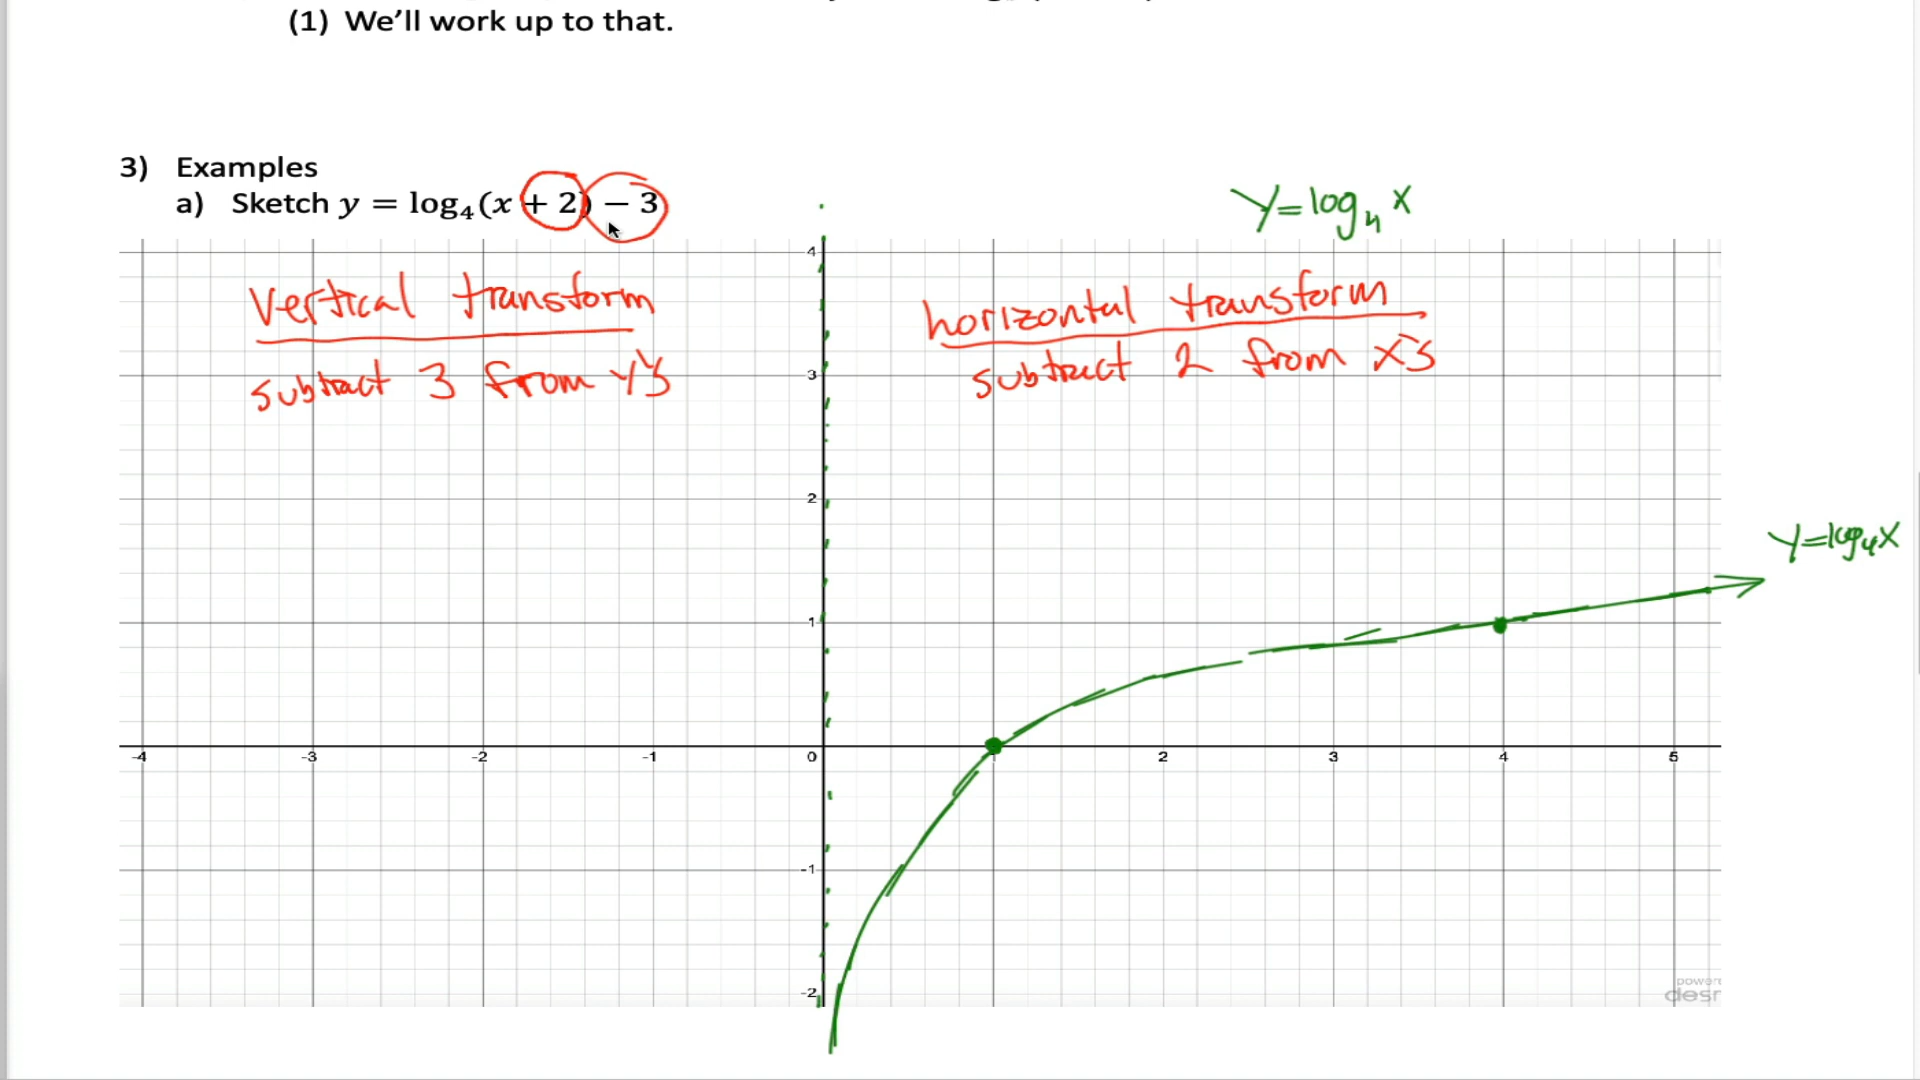 (1) We'll work up to that.
3) Examples
a) Sketch y = log₄(x + 2) − 3
Y=log₄ X
Vertical transform
subtract 3 from y's
horizontal transform
subtract 2 from x's
4
3
2
1
Y=log₄X
-4 -3 -2 -1 0 2 3 4 5
-1
-2